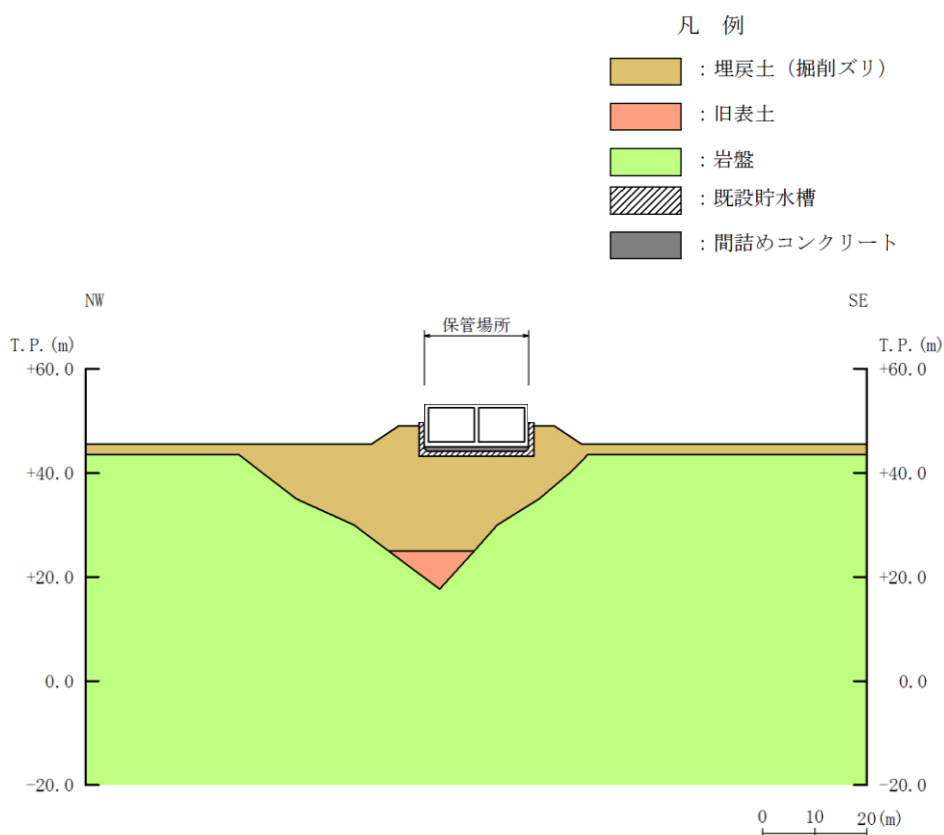 凡 例
：埋戻土（掘削ズリ）
：旧表土
：岩盤
：既設貯水槽
：間詰めコンクリート
NW
SE
保管場所
T.P.(m)
T.P.(m)
+60.0
+60.0
+40.0
+40.0
+20.0
+20.0
0.0
0.0
-20.0
-20.0
0 10 20(m)